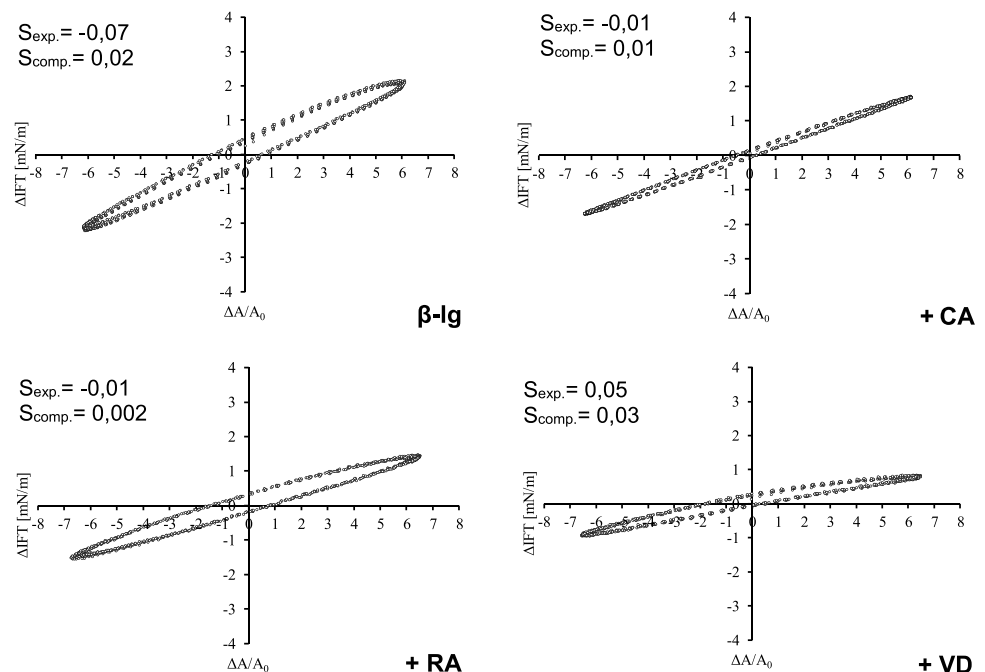 Sexp.= -0,07
Scomp.= 0,02
4
3
2
1
0
-1
-2
-3
-4
-8 -7 -6 -5 -4 -3 -2 -1 0 1 2 3 4 5 6 7 8
ΔIFT [mN/m]
ΔA/A0
β-lg
Sexp.= -0,01
Scomp.= 0,01
4
3
2
1
0
-1
-2
-3
-4
-8 -7 -6 -5 -4 -3 -2 -1 0 1 2 3 4 5 6 7 8
ΔIFT [mN/m]
ΔA/A0
+ CA
Sexp.= -0,01
Scomp.= 0,002
4
3
2
1
0
-1
-2
-3
-4
-8 -7 -6 -5 -4 -3 -2 -1 0 1 2 3 4 5 6 7 8
ΔIFT [mN/m]
ΔA/A0
+ RA
Sexp.= 0,05
Scomp.= 0,03
4
3
2
1
0
-1
-2
-3
-4
-8 -7 -6 -5 -4 -3 -2 -1 0 1 2 3 4 5 6 7 8
ΔIFT [mN/m]
ΔA/A0
+ VD